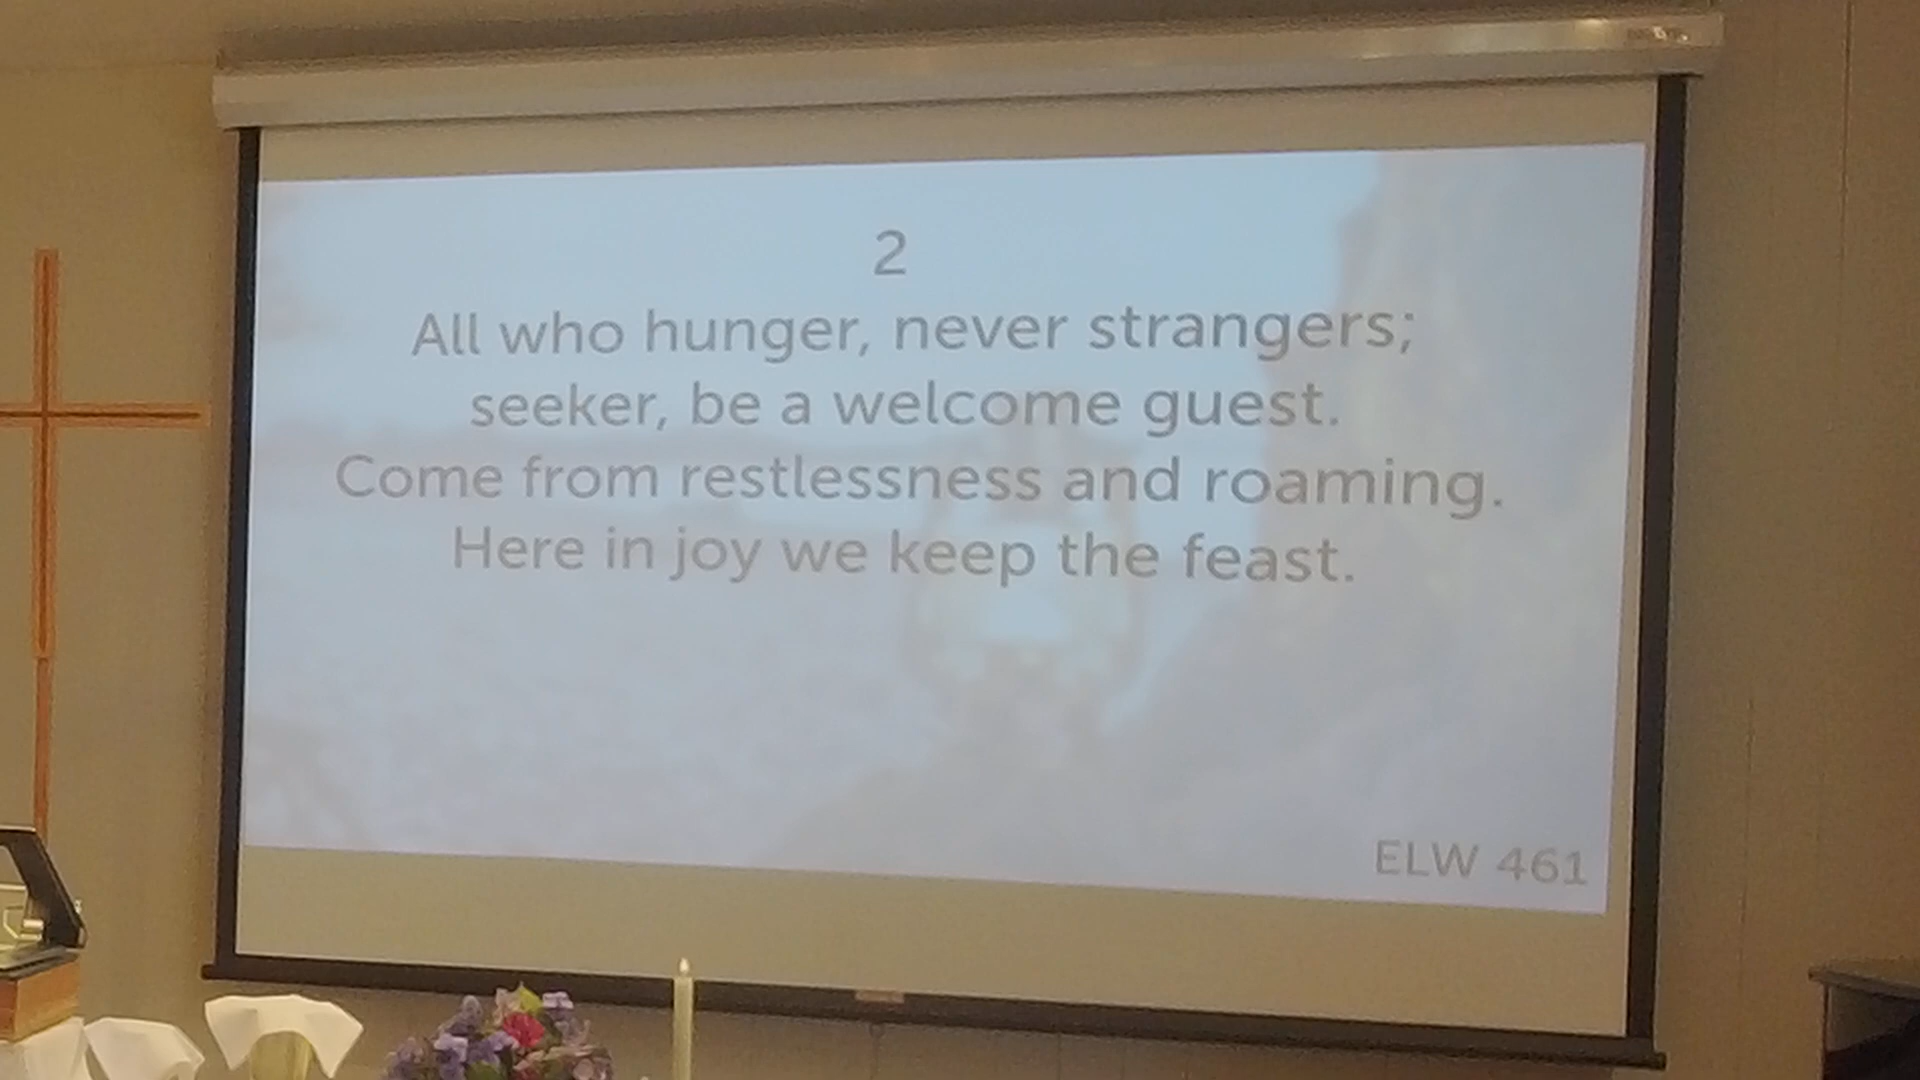 2
All who hunger, never strangers;
seeker, be a welcome guest.
Come from restlessness and roaming.
Here in joy we keep the feast.
ELW 461